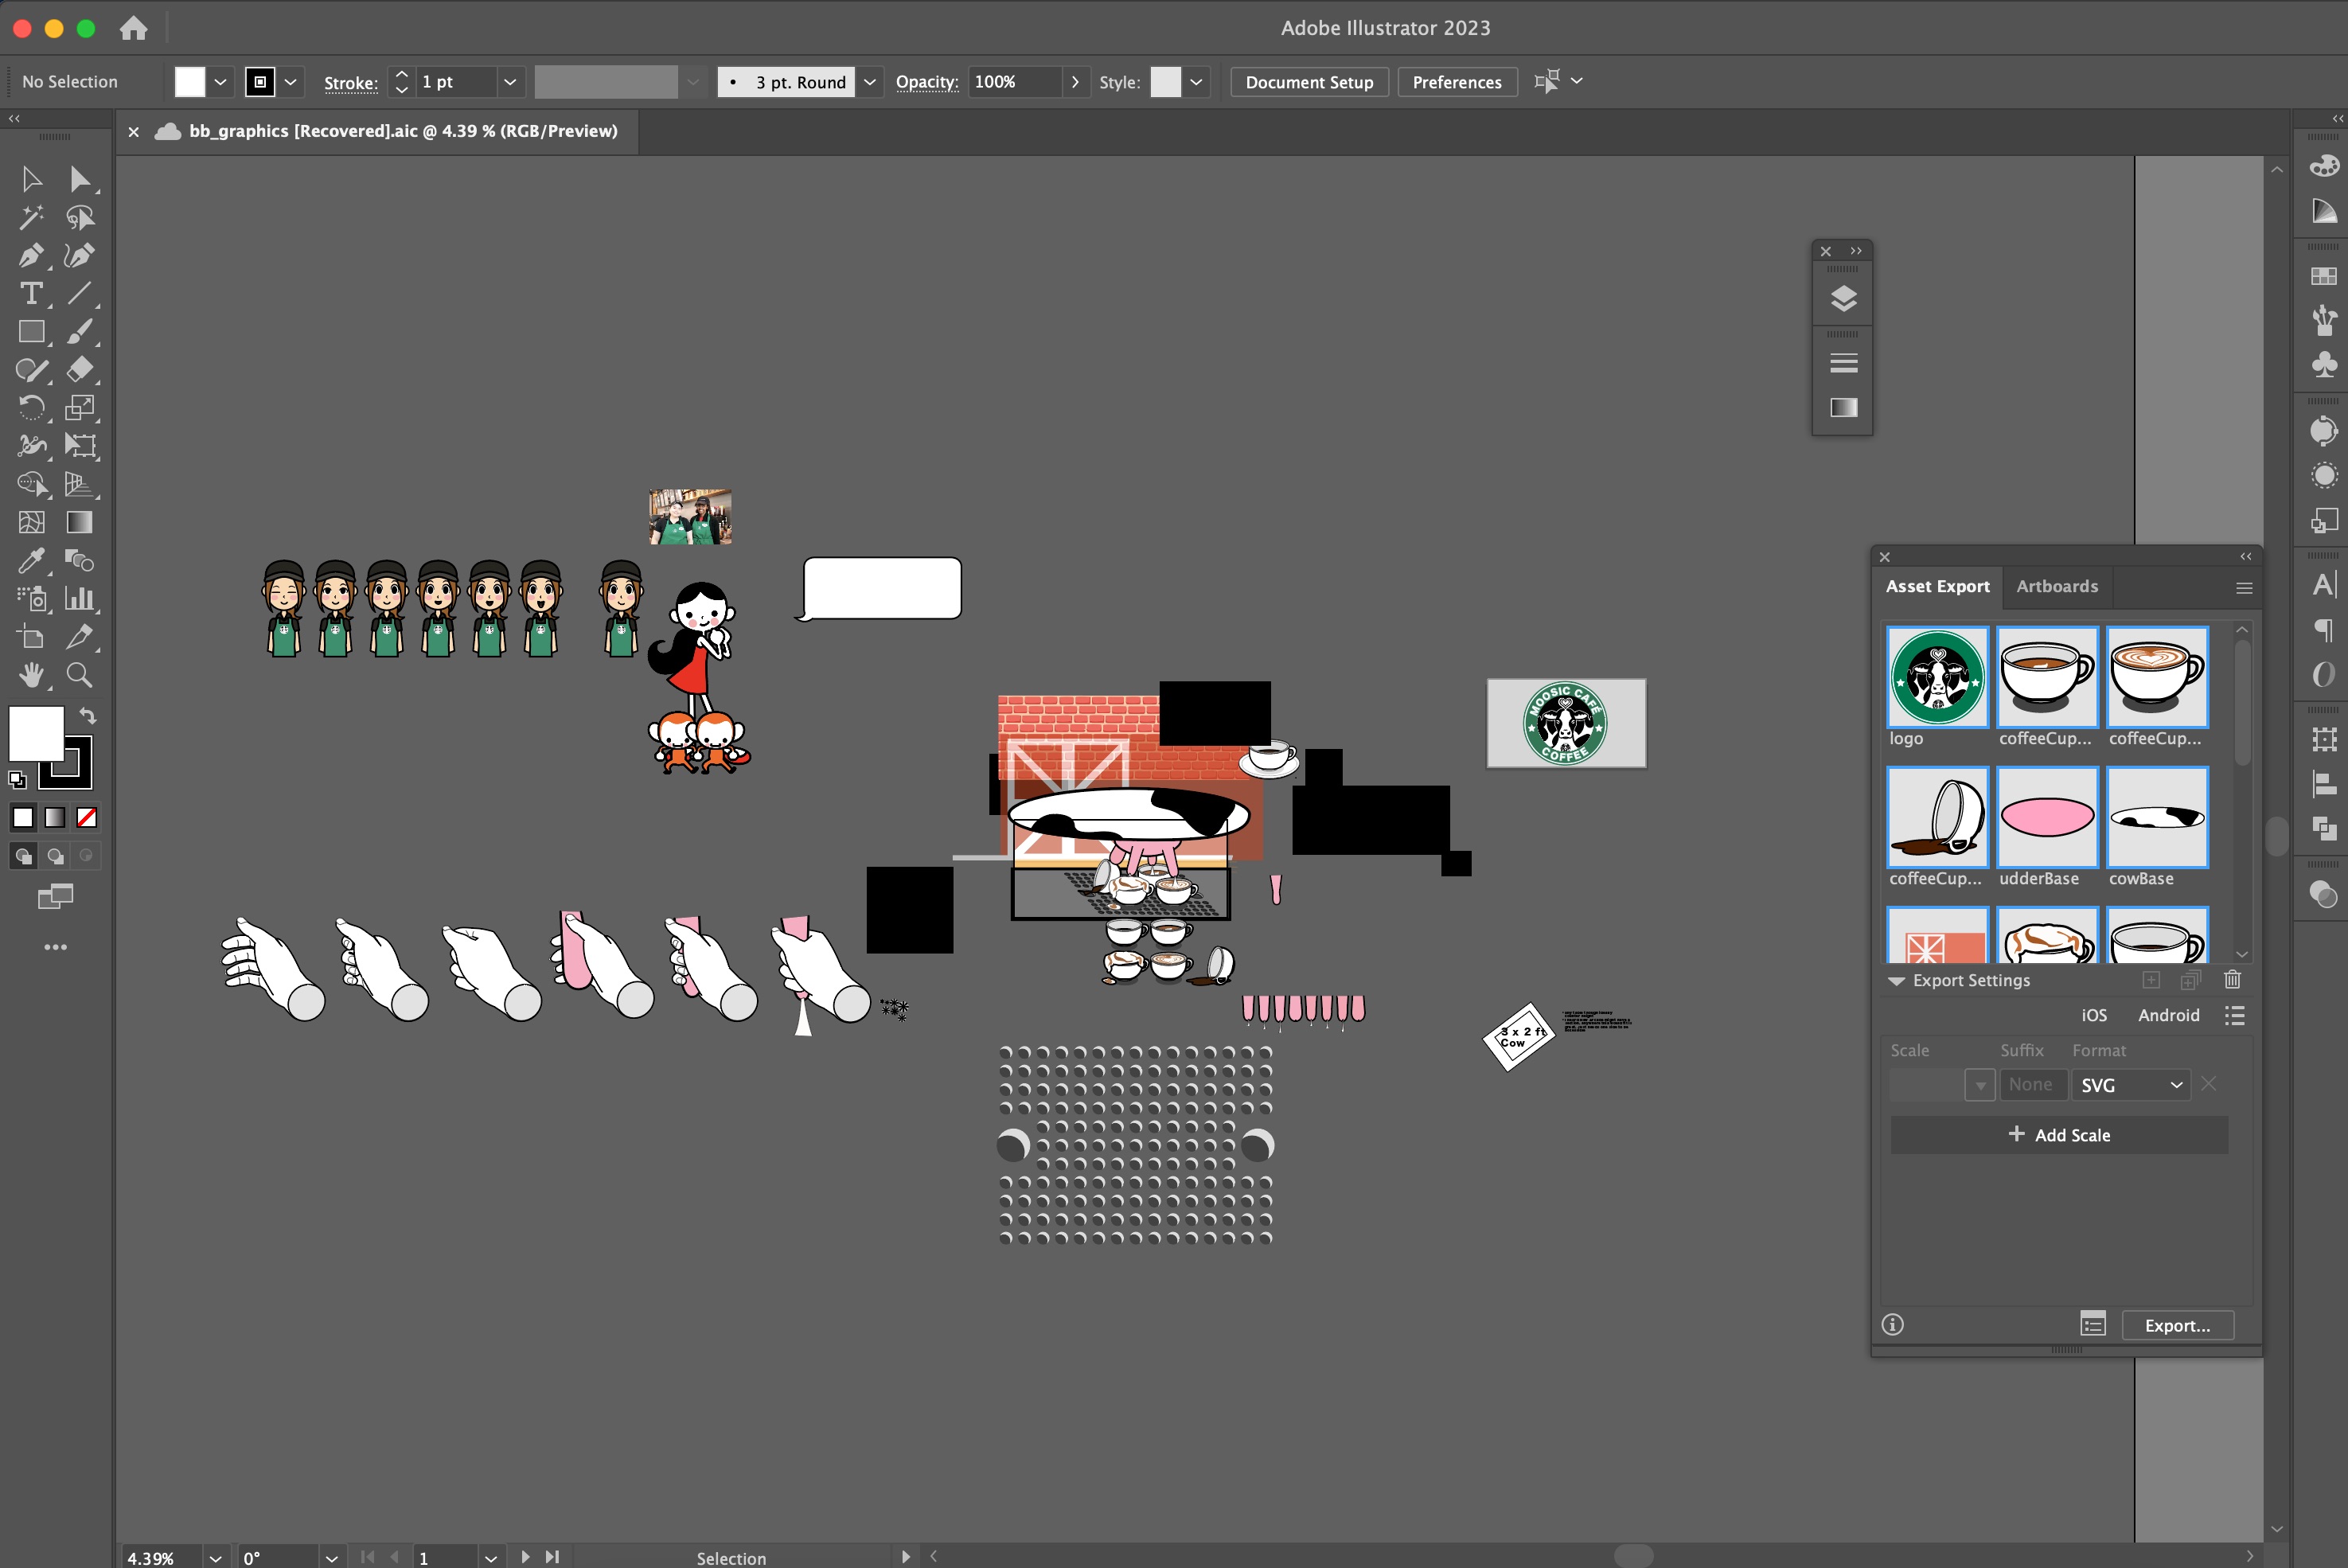 Adobe Illustrator 2023
No Selection
Stroke:
1 pt
3 pt. Round
Opacity:
100%
Style:
Document Setup
Preferences
bb_graphics [Recovered].aic @ 4.39 % (RGB/Preview)
MOOSIC CAFÉ
COFFEE
3 x 2 ft
Cow
Asset Export
Artboards
logo
coffeeCup...
coffeeCup...
coffeeCup...
udderBase
cowBase
Export Settings
iOS
Android
Scale
Suffix
Format
None
SVG
+ Add Scale
Export...
4.39%
0°
1
Selection